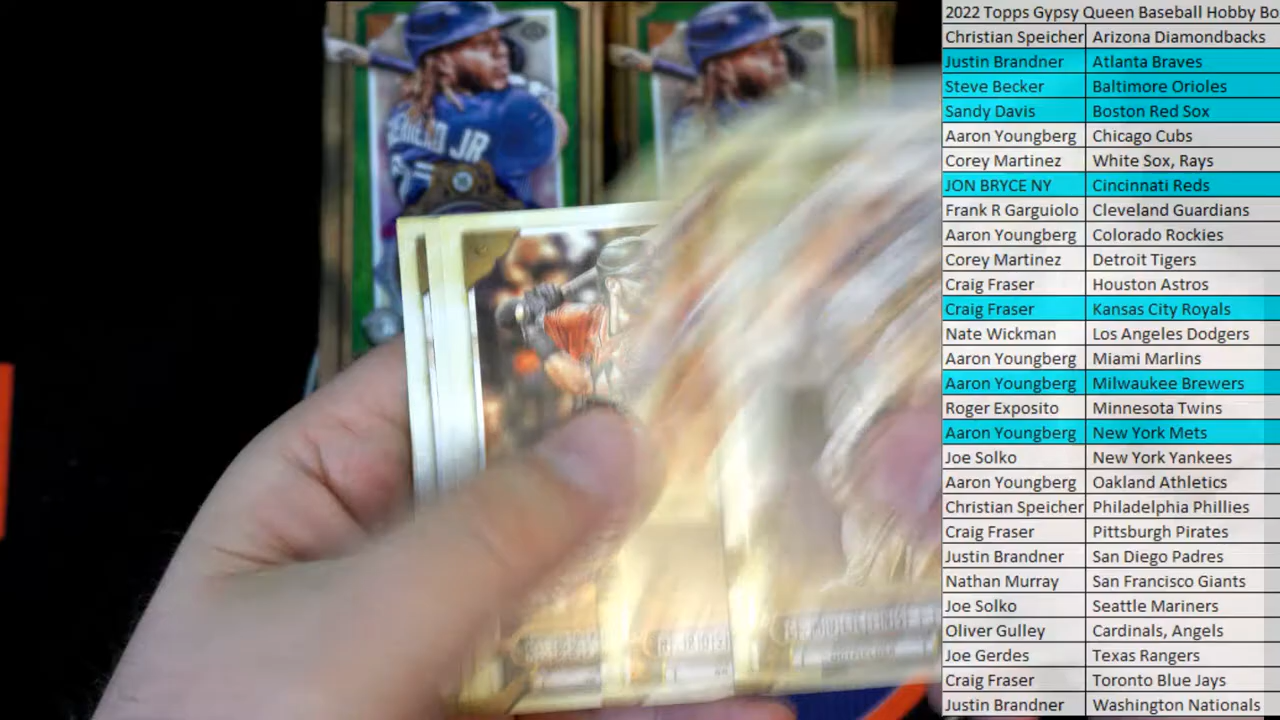 2022 Topps Gypsy Queen Baseball Hobby Bo
Christian Speicher Arizona Diamondbacks
Justin Brandner Atlanta Braves
Steve Becker Baltimore Orioles
Sandy Davis Boston Red Sox
Aaron Youngberg Chicago Cubs
Corey Martinez White Sox, Rays
JON BRYCE NY Cincinnati Reds
Frank R Garguiolo Cleveland Guardians
Aaron Youngberg Colorado Rockies
Corey Martinez Detroit Tigers
Craig Fraser Houston Astros
Craig Fraser Kansas City Royals
Nate Wickman Los Angeles Dodgers
Aaron Youngberg Miami Marlins
Aaron Youngberg Milwaukee Brewers
Roger Exposito Minnesota Twins
Aaron Youngberg New York Mets
Joe Solko New York Yankees
Aaron Youngberg Oakland Athletics
Christian Speicher Philadelphia Phillies
Craig Fraser Pittsburgh Pirates
Justin Brandner San Diego Padres
Nathan Murray San Francisco Giants
Joe Solko Seattle Mariners
Oliver Gulley Cardinals, Angels
Joe Gerdes Texas Rangers
Craig Fraser Toronto Blue Jays
Justin Brandner Washington Nationals
JR